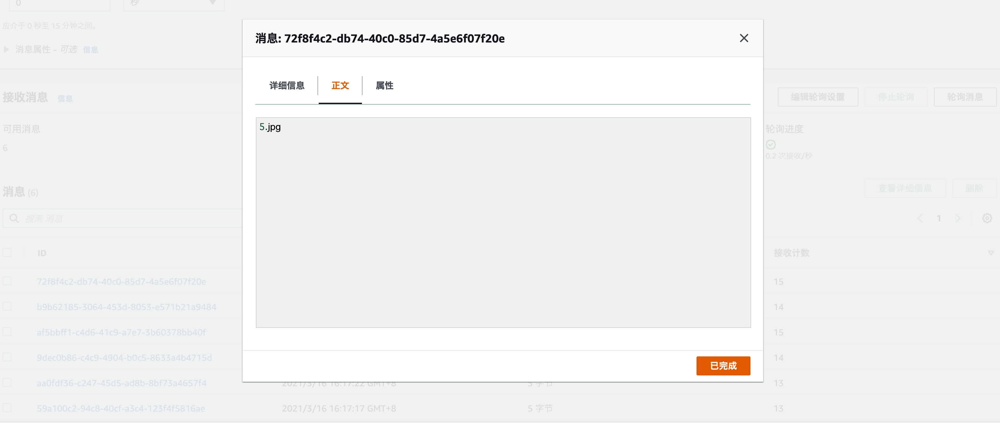 0 秒
应介于 0 秒至 15 分钟之间。
消息属性 - 可选 信息
接收消息 信息
编辑轮询设置 停止轮询 轮询消息
可用消息
6
轮询进度
0.2 次接收/秒
消息 (6)
查看详细信息 删除
搜索 消息
1
ID 接收计数
72f8f4c2-db74-40c0-85d7-4a5e6f07f20e 15
b9b62185-3064-453d-8053-e571b21a9484 14
af5bbff1-c4d6-41c9-a7e7-3b60378bb40f 15
9dec0b86-c4c9-4904-b0c5-8633a4b4715d 14
aa0fdf36-c247-45d5-ad8b-8bf73a4657f4 2021/3/16 16:17:22 GMT+8 5 字节 13
59a100c2-94c8-40cf-a3c4-123f4f5816ae 2021/3/16 16:17:17 GMT+8 5 字节 13
消息: 72f8f4c2-db74-40c0-85d7-4a5e6f07f20e
详细信息 正文 属性
5.jpg
已完成